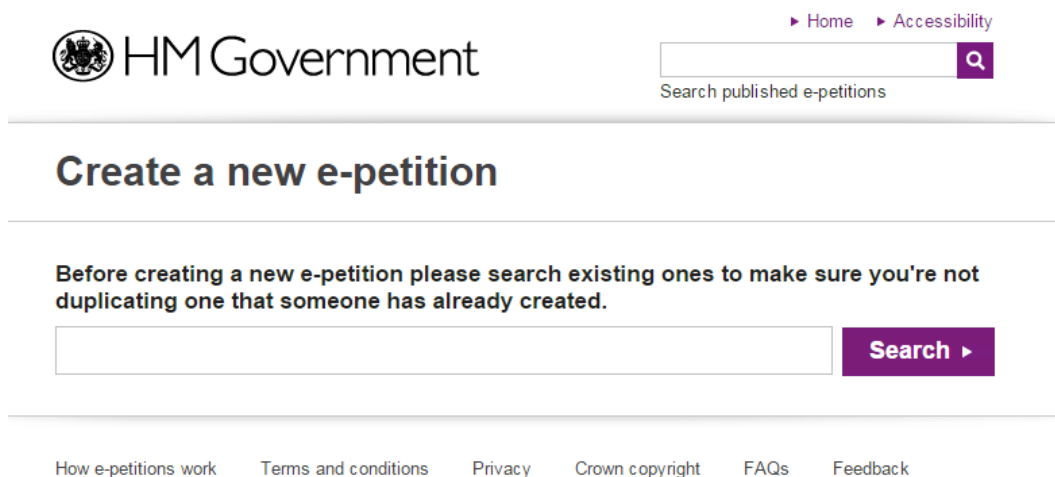 Home Accessibility
HM Government
Search published e-petitions
Create a new e-petition
Before creating a new e-petition please search existing ones to make sure you're not
duplicating one that someone has already created.
Search
How e-petitions work Terms and conditions Privacy Crown copyright FAQs Feedback